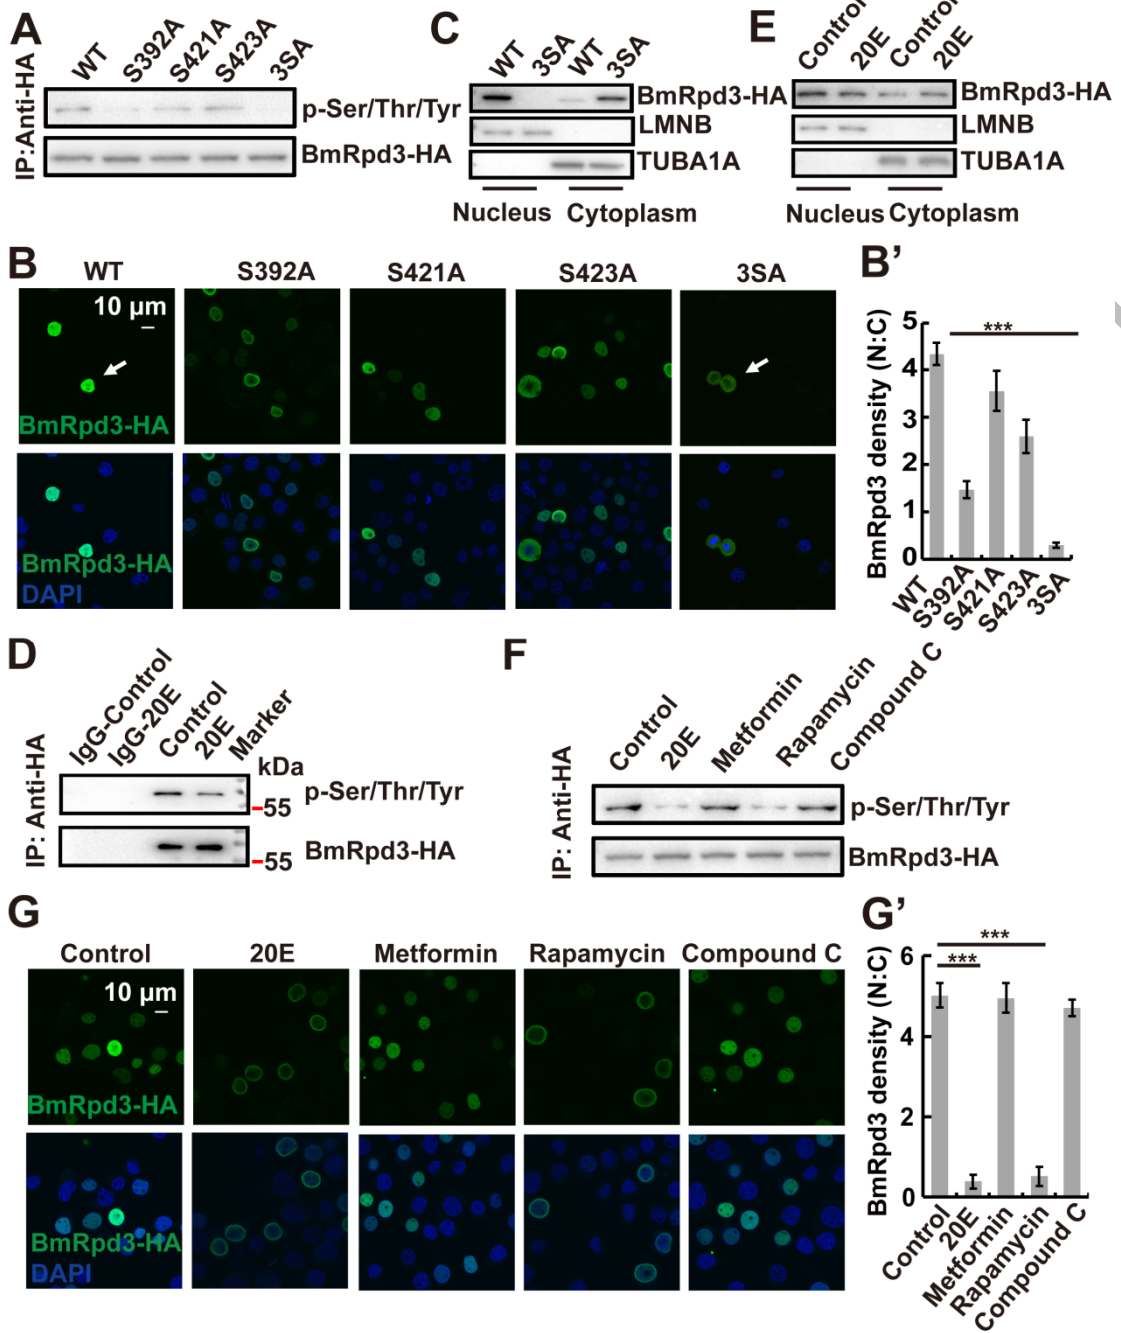 A
WT
S392A
S421A
S423A
3SA
IP:Anti-HA
p-Ser/Thr/Tyr
BmRpd3-HA
C
WT
3SA
WT
3SA
BmRpd3-HA
LMNB
TUBA1A
Nucleus
Cytoplasm
E
Control
20E
Control
20E
BmRpd3-HA
LMNB
TUBA1A
Nucleus
Cytoplasm
B
WT
S392A
S421A
S423A
3SA
10 μm
BmRpd3-HA
BmRpd3-HA
DAPI
B'
BmRpd3 density (N:C)
5
4
3
2
1
0
***
WT
S392A
S421A
S423A
3SA
D
IgG-Control
IgG-20E
Control
20E
Marker
IP: Anti-HA
kDa
p-Ser/Thr/Tyr
55
BmRpd3-HA
55
F
Control
20E
Metformin
Rapamycin
Compound C
IP: Anti-HA
p-Ser/Thr/Tyr
BmRpd3-HA
G
Control
20E
Metformin
Rapamycin
Compound C
10 μm
BmRpd3-HA
BmRpd3-HA
DAPI
G'
BmRpd3 density (N:C)
6
4
2
0
***
***
Control
20E
Metformin
Rapamycin
Compound C